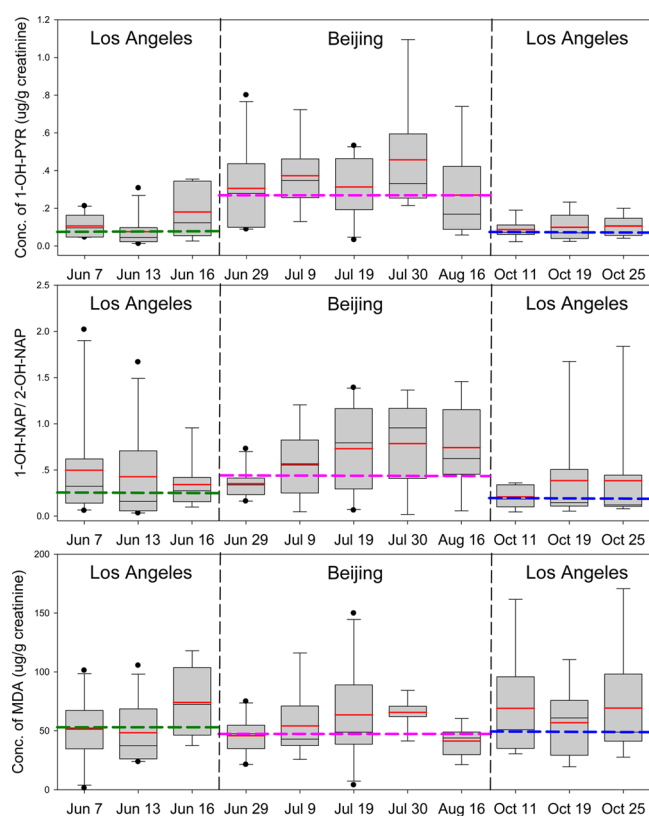 Los Angeles Beijing Los Angeles
Conc. of 1-OH-PYR (ug/g creatinine)
1.2
1.0
.8
.6
.4
.2
0.0
Jun 7 Jun 13 Jun 16 Jun 29 Jul 9 Jul 19 Jul 30 Aug 16 Oct 11 Oct 19 Oct 25
Los Angeles Beijing Los Angeles
1-OH-NAP/ 2-OH-NAP
2.5
2.0
1.5
1.0
.5
0.0
Jun 7 Jun 13 Jun 16 Jun 29 Jul 9 Jul 19 Jul 30 Aug 16 Oct 11 Oct 19 Oct 25
Los Angeles Beijing Los Angeles
Conc. of MDA (ug/g creatinine)
200
150
100
50
0
Jun 7 Jun 13 Jun 16 Jun 29 Jul 9 Jul 19 Jul 30 Aug 16 Oct 11 Oct 19 Oct 25